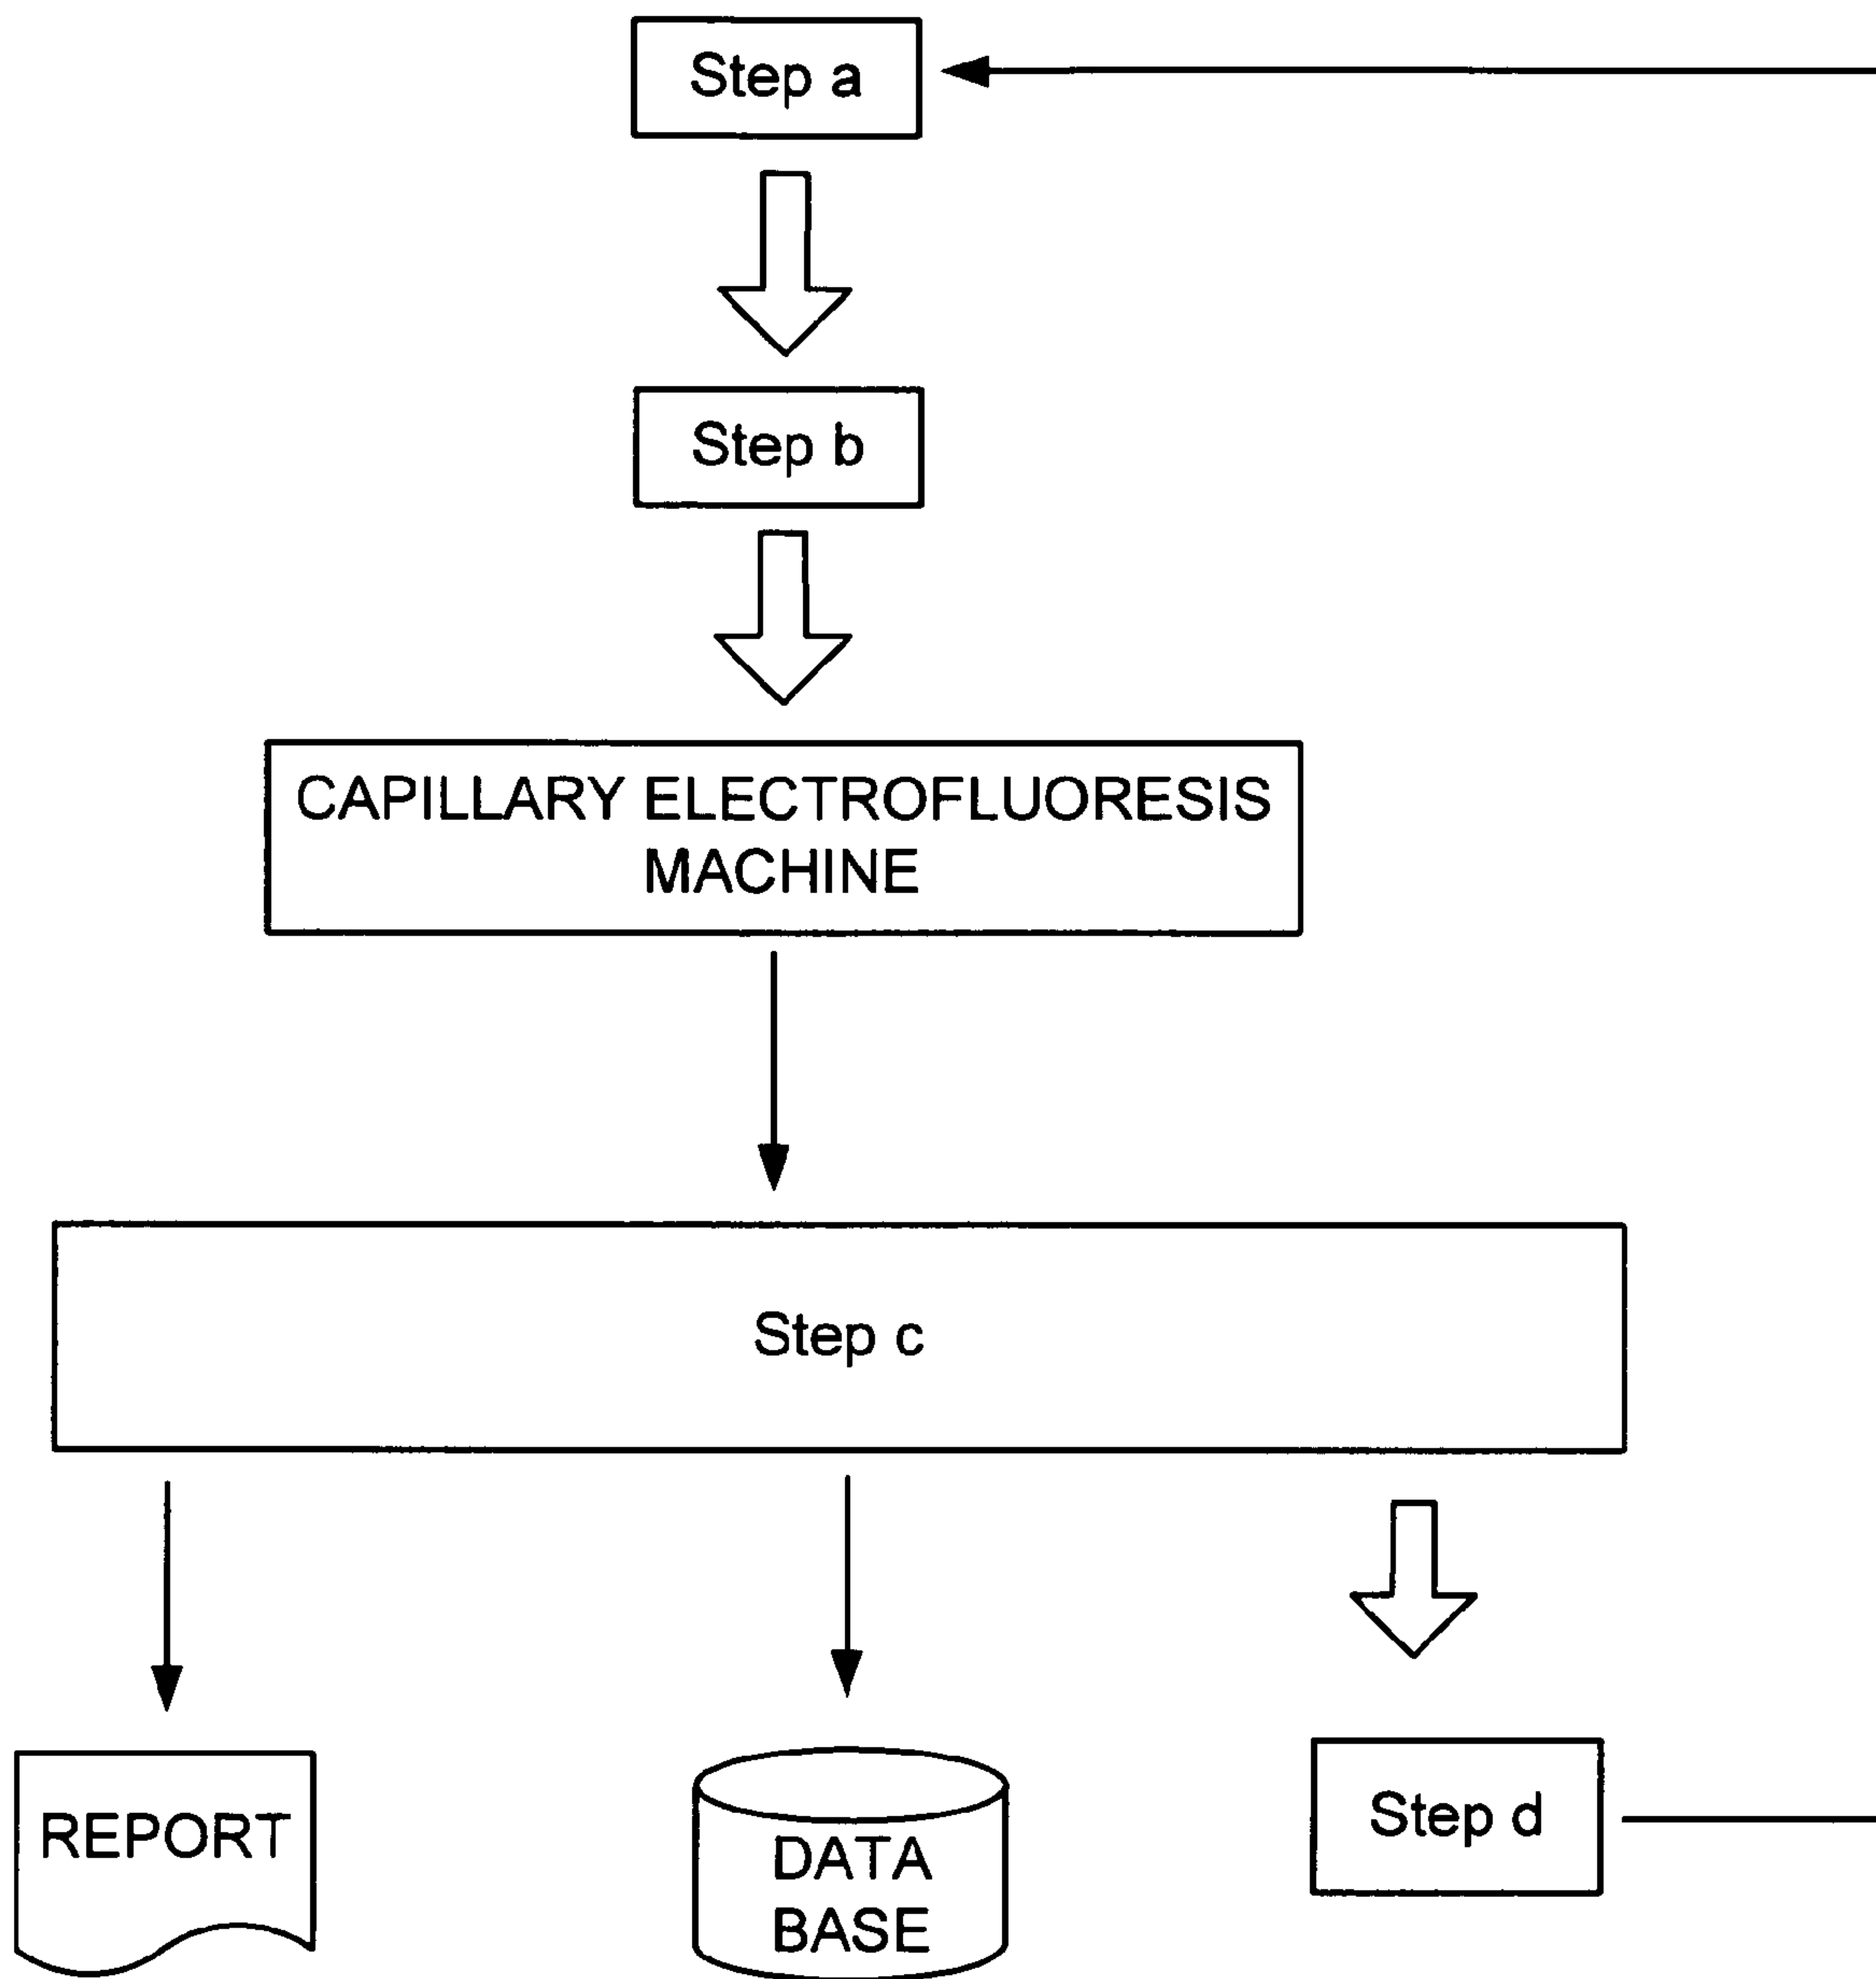 Step a
Step b
CAPILLARY ELECTROFLUORESIS
MACHINE
Step c
REPORT
DATA
BASE
Step d